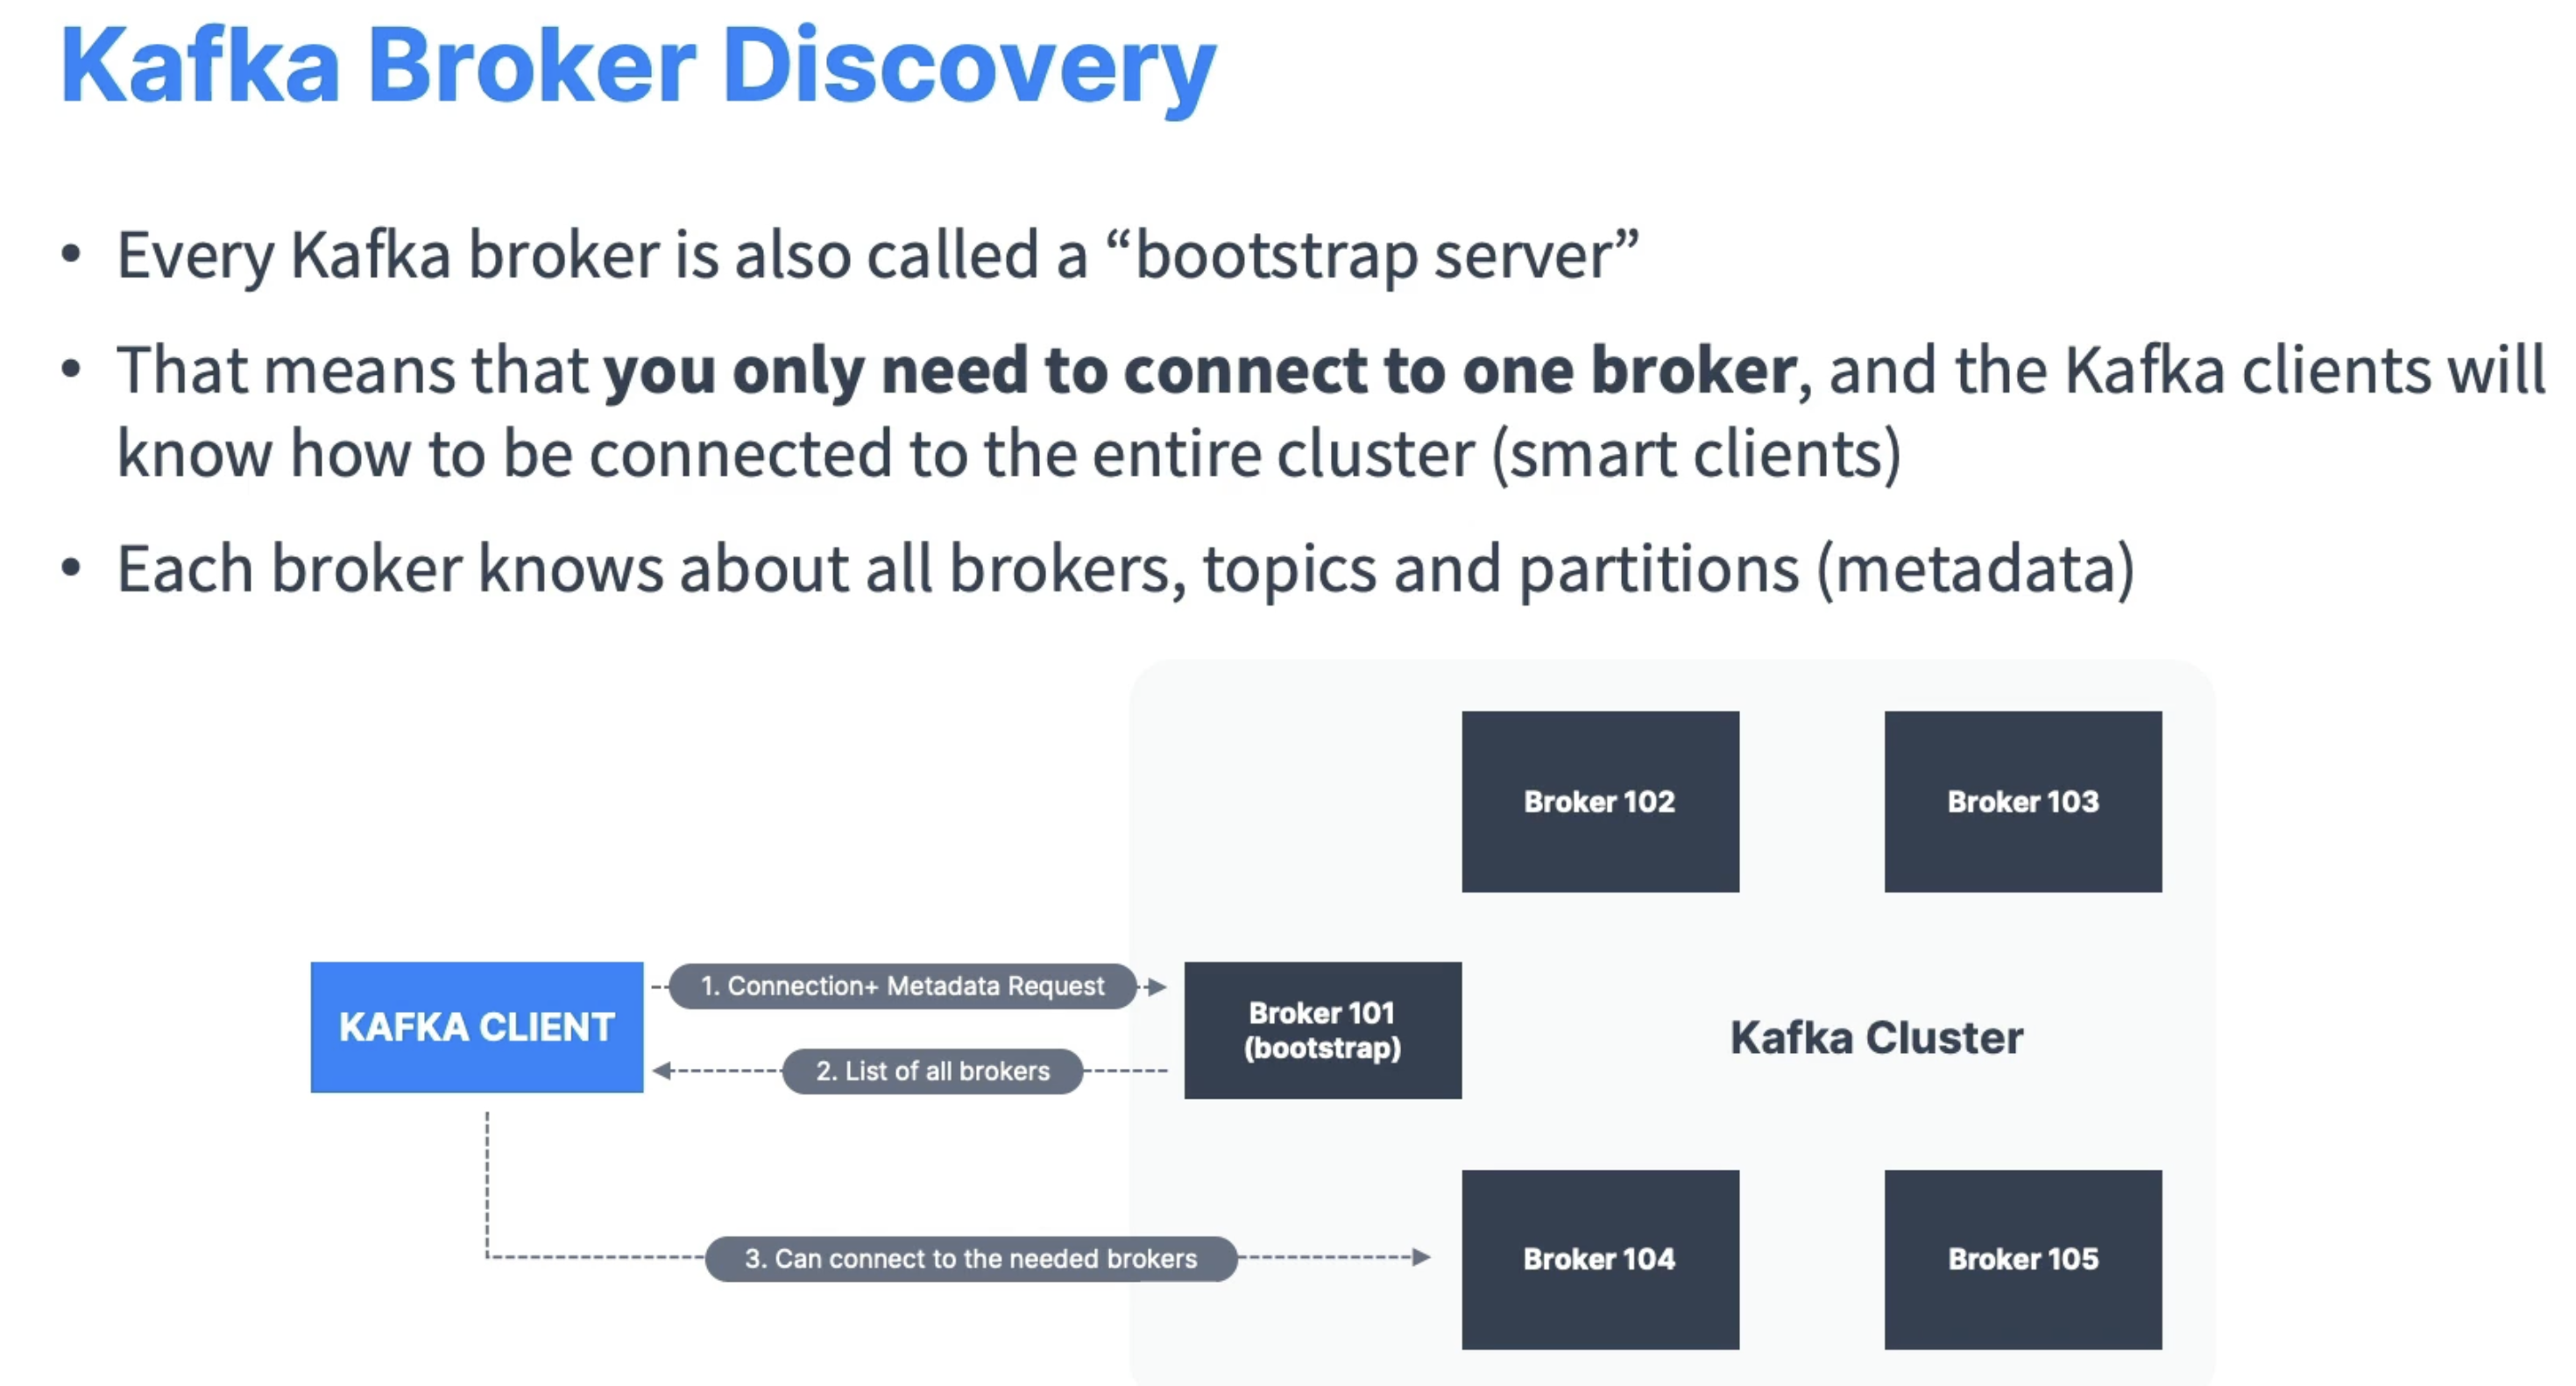 Kafka Broker Discovery
• Every Kafka broker is also called a “bootstrap server”
• That means that you only need to connect to one broker, and the Kafka clients will
know how to be connected to the entire cluster (smart clients)
• Each broker knows about all brokers, topics and partitions (metadata)
Broker 102
Broker 103
KAFKA CLIENT
1. Connection+ Metadata Request
2. List of all brokers
Broker 101
(bootstrap)
Kafka Cluster
3. Can connect to the needed brokers
Broker 104
Broker 105